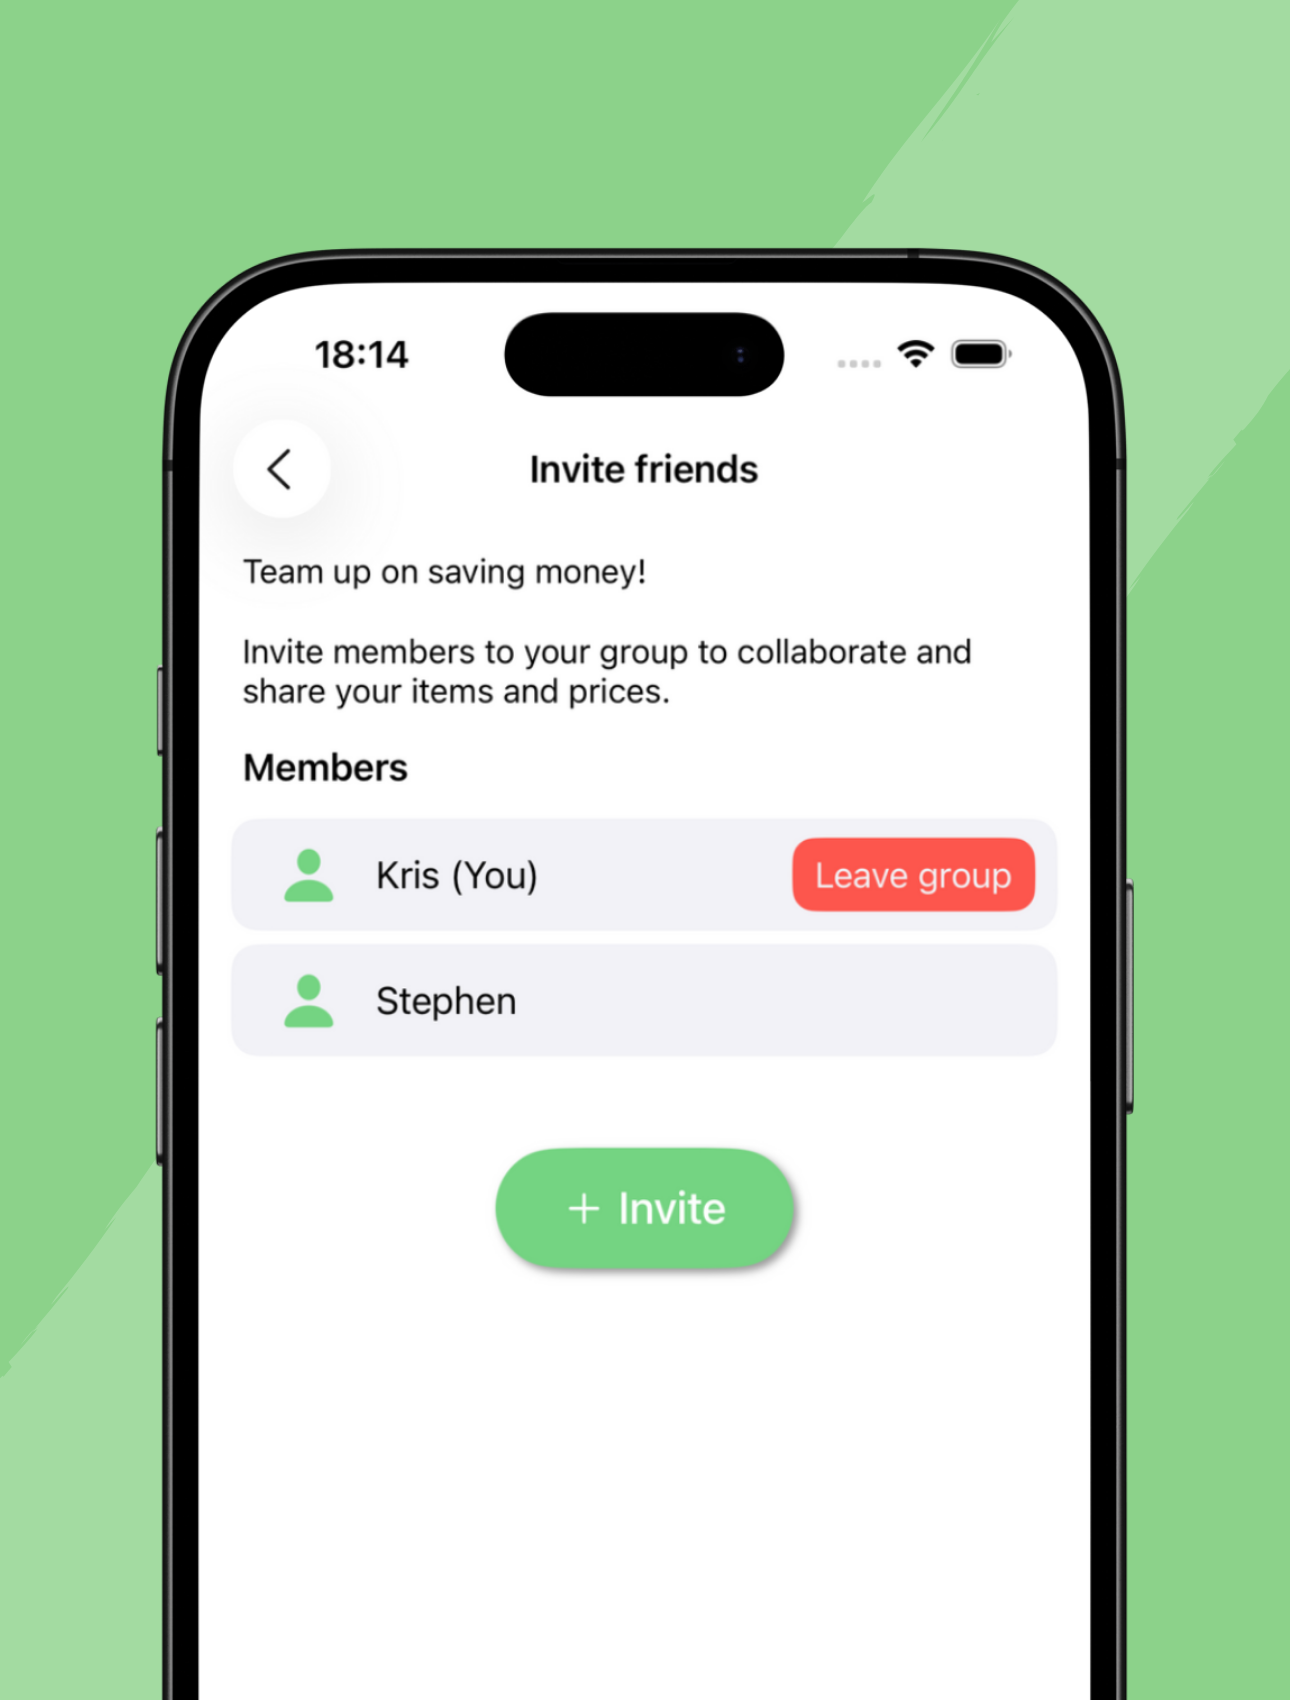 18:14
Invite friends
Team up on saving money!
Invite members to your group to collaborate and
share your items and prices.
Members
Kris (You)
Leave group
Stephen
+ Invite